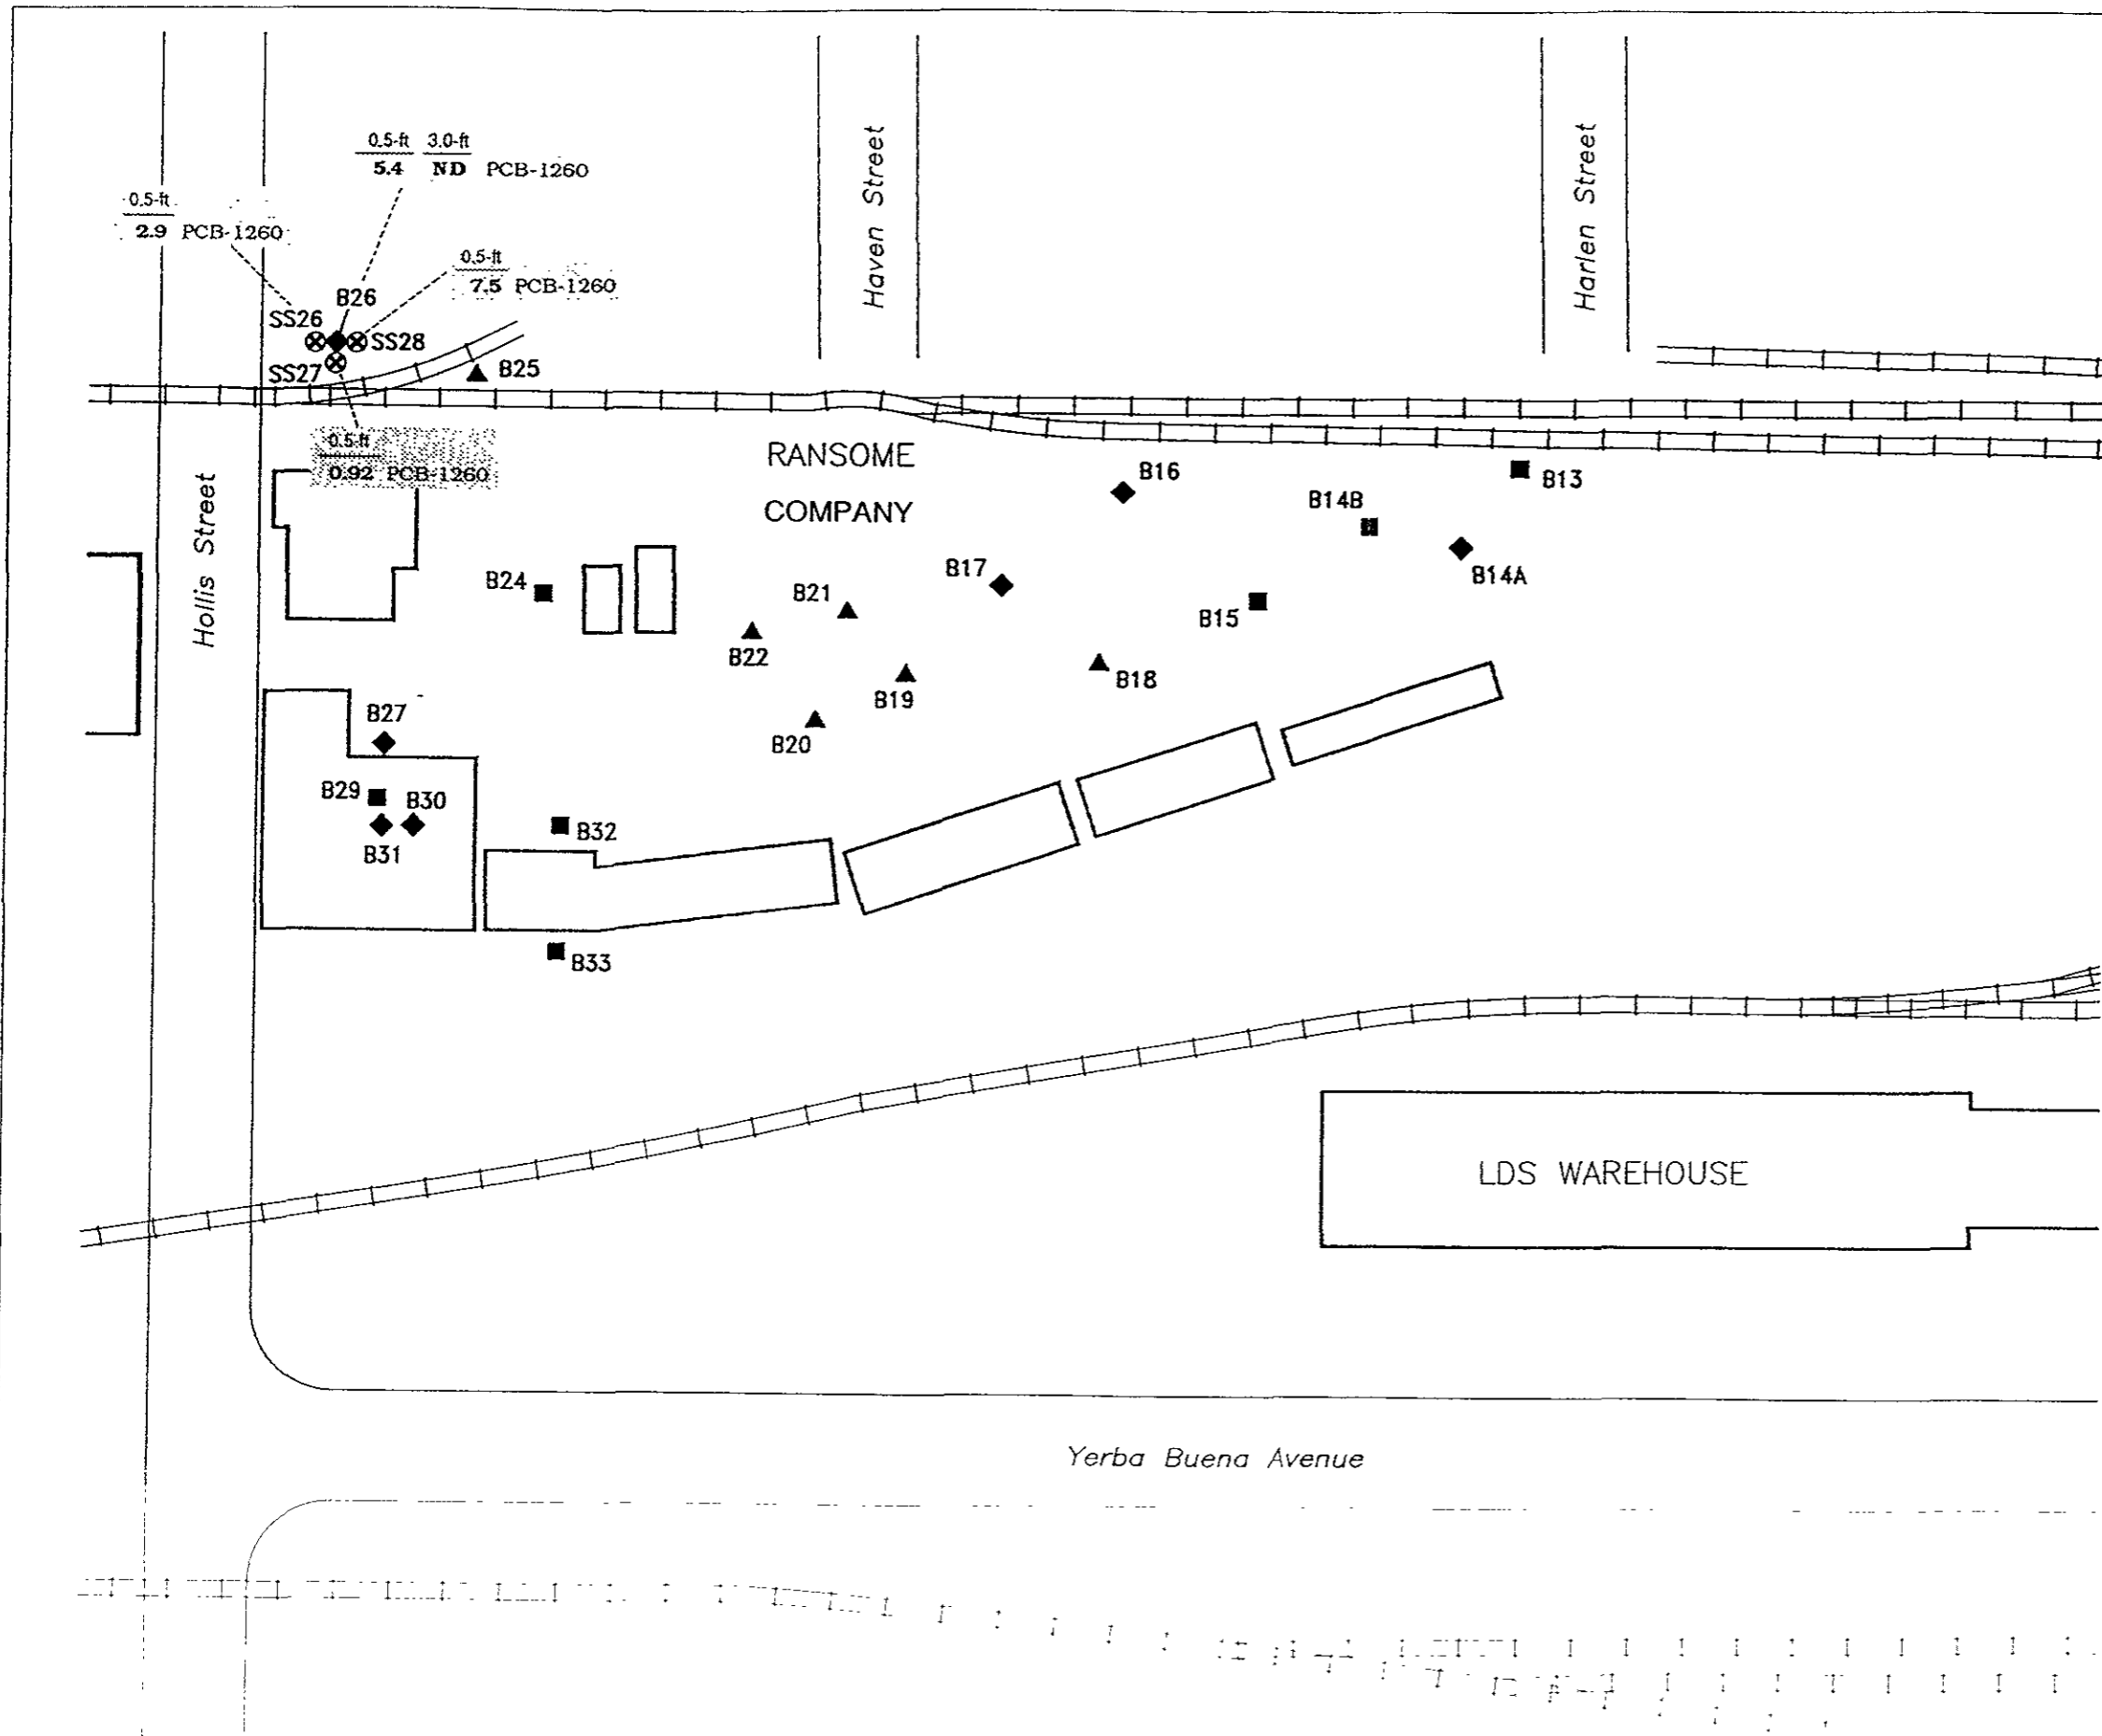 0.5-ft 3.0-ft
5.4 ND PCB-1260
0.5-ft
2.9 PCB-1260
0.5-ft
7.5 PCB-1260
B26
SS26
SS28
SS27
B25
0.5-ft
0.92 PCB-1260
Haven Street
Harlen Street
Hollis Street
RANSOME
COMPANY
B16
B13
B14B
B14A
B24
B17
B21
B15
B22
B18
B19
B20
B27
B29
B30
B31
B32
B33
LDS WAREHOUSE
Yerba Buena Avenue